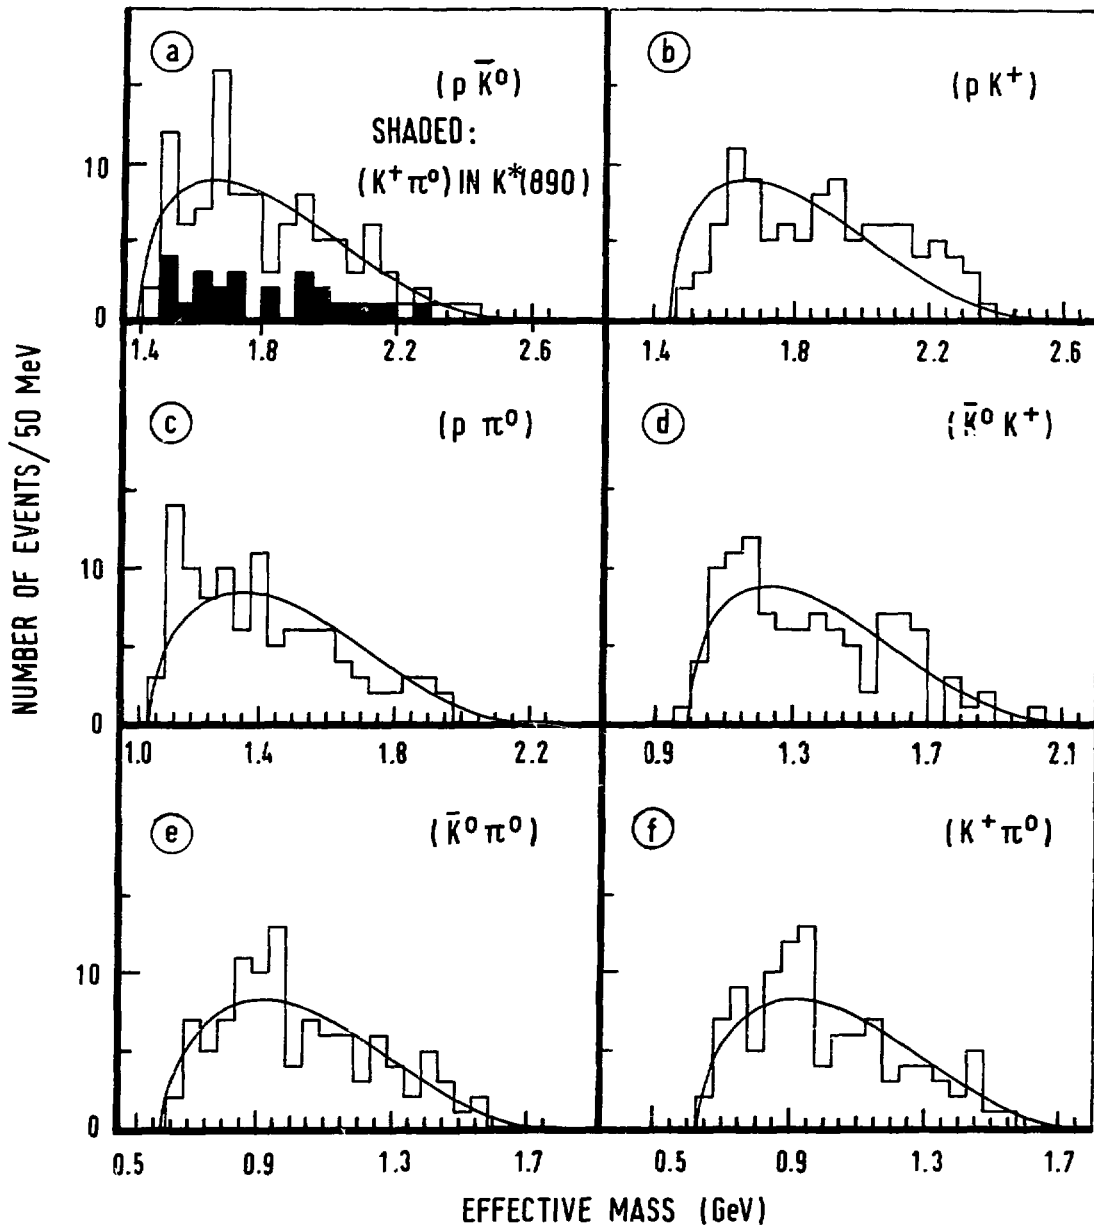 a
(p K̅⁰)
SHADED:
(K⁺π⁰) IN K*(890)
10
0
1.4 1.8 2.2 2.6
b
(p K⁺)
1.4 1.8 2.2 2.6
c
(p π⁰)
10
0
1.0 1.4 1.8 2.2
d
(K̅⁰ K⁺)
0.9 1.3 1.7 2.1
e
(K̅⁰ π⁰)
10
0
0.5 0.9 1.3 1.7
f
(K⁺ π⁰)
0.5 0.9 1.3 1.7
NUMBER OF EVENTS/50 MeV
EFFECTIVE MASS (GeV)